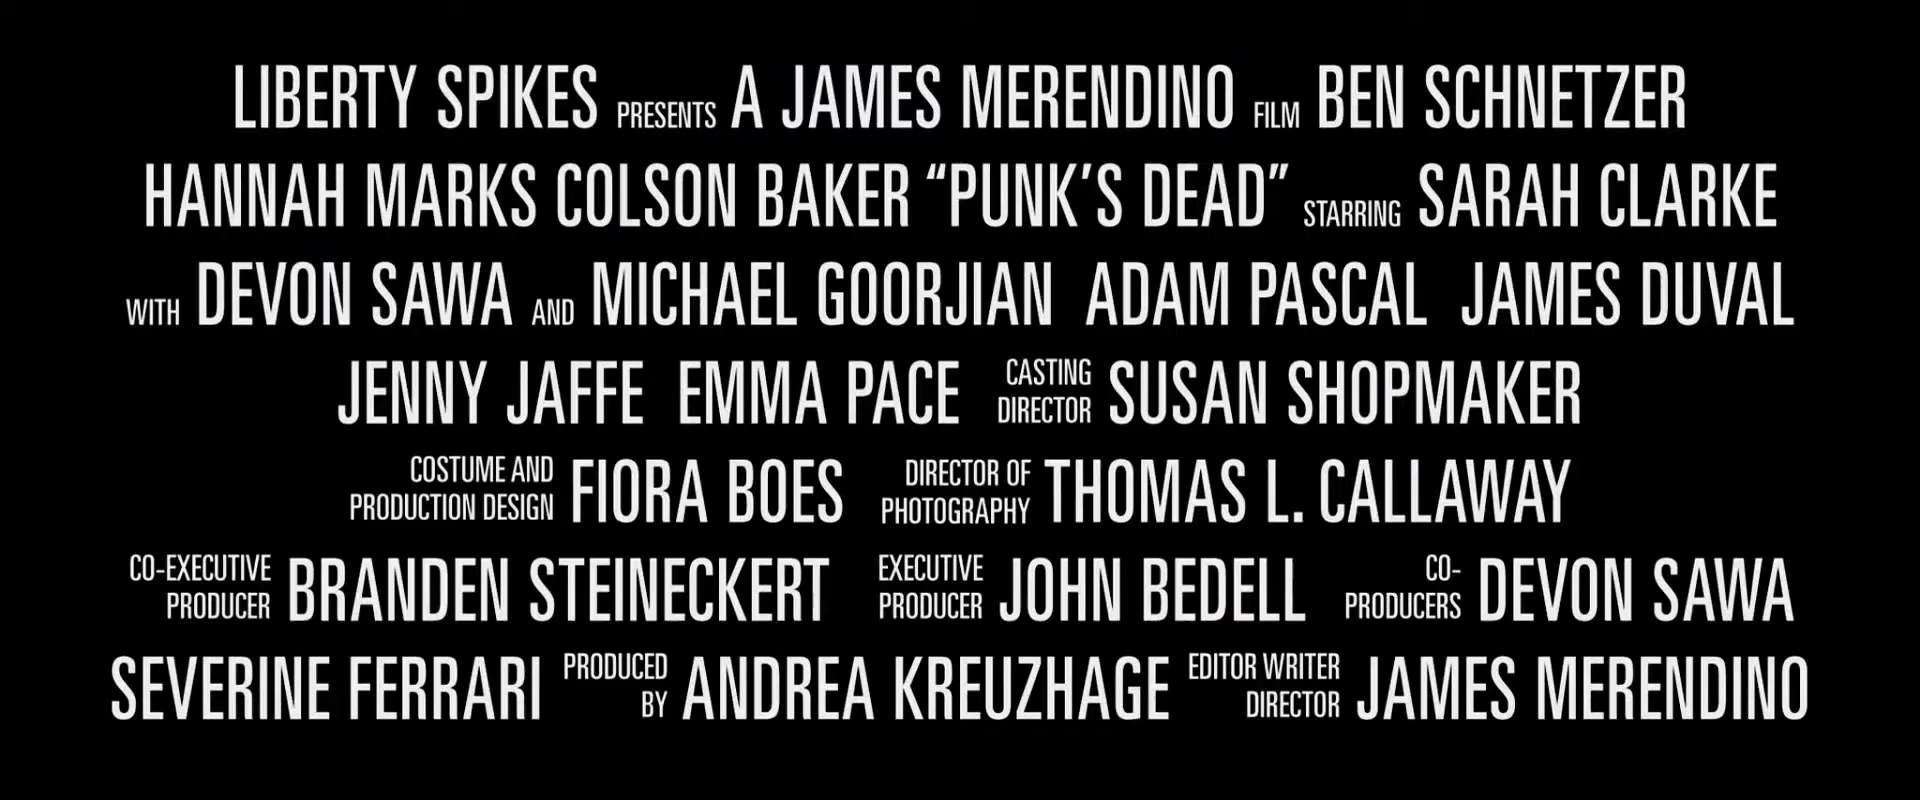 LIBERTY SPIKES PRESENTS A JAMES MERENDINO FILM BEN SCHNETZER
HANNAH MARKS COLSON BAKER “PUNK’S DEAD” STARRING SARAH CLARKE
WITH DEVON SAWA AND MICHAEL GOORJIAN ADAM PASCAL JAMES DUVAL
JENNY JAFFE EMMA PACE CASTING DIRECTOR SUSAN SHOPMAKER
COSTUME AND PRODUCTION DESIGN FIORA BOES DIRECTOR OF PHOTOGRAPHY THOMAS L. CALLAWAY
CO-EXECUTIVE PRODUCER BRANDEN STEINECKERT EXECUTIVE PRODUCER JOHN BEDELL CO-PRODUCERS DEVON SAWA
SEVERINE FERRARI PRODUCED BY ANDREA KREUZHAGE EDITOR WRITER DIRECTOR JAMES MERENDINO